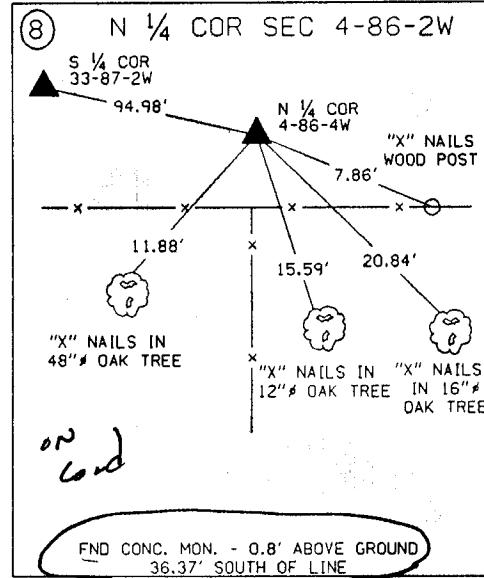 8 N ¼ COR SEC 4-86-2W
S ¼ COR
33-87-2W
94.98'
N ¼ COR
4-86-4W
"X" NAILS
WOOD POST
7.86'
11.88'
15.59'
20.84'
"X" NAILS IN
48"ø OAK TREE
"X" NAILS IN
12"ø OAK TREE
"X" NAILS
IN 16"ø
OAK TREE
ON
FND CONC. MON. - 0.8' ABOVE GROUND
36.37' SOUTH OF LINE